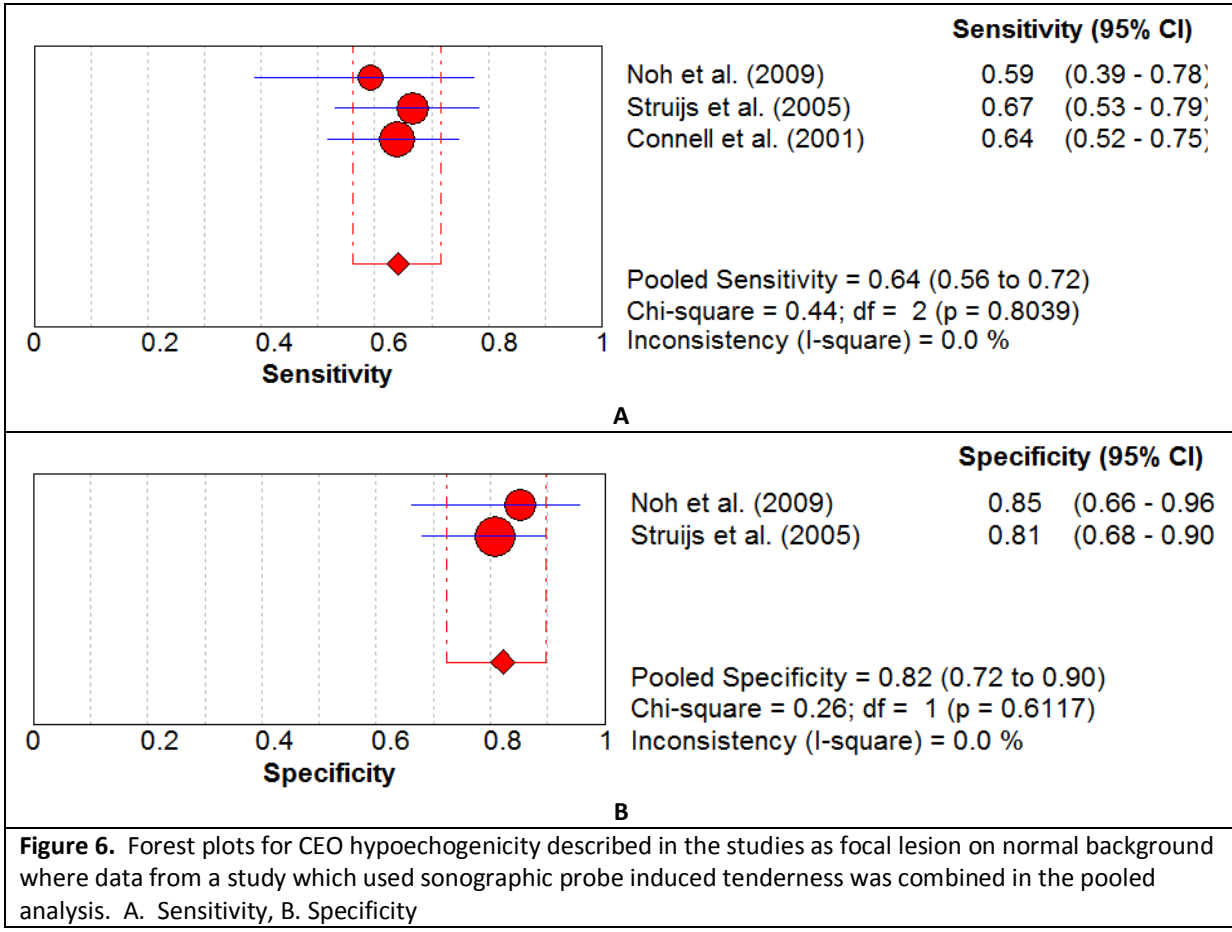 Sensitivity (95% CI)
Noh et al. (2009) 0.59 (0.39 - 0.78)
Struijs et al. (2005) 0.67 (0.53 - 0.79)
Connell et al. (2001) 0.64 (0.52 - 0.75)
Pooled Sensitivity = 0.64 (0.56 to 0.72)
Chi-square = 0.44; df = 2 (p = 0.8039)
Inconsistency (I-square) = 0.0 %
0 0.2 0.4 0.6 0.8 1
Sensitivity
A
Specificity (95% CI)
Noh et al. (2009) 0.85 (0.66 - 0.96
Struijs et al. (2005) 0.81 (0.68 - 0.90
Pooled Specificity = 0.82 (0.72 to 0.90)
Chi-square = 0.26; df = 1 (p = 0.6117)
Inconsistency (I-square) = 0.0 %
0 0.2 0.4 0.6 0.8 1
Specificity
B
Figure 6. Forest plots for CEO hypoechogenicity described in the studies as focal lesion on normal background
where data from a study which used sonographic probe induced tenderness was combined in the pooled
analysis. A. Sensitivity, B. Specificity